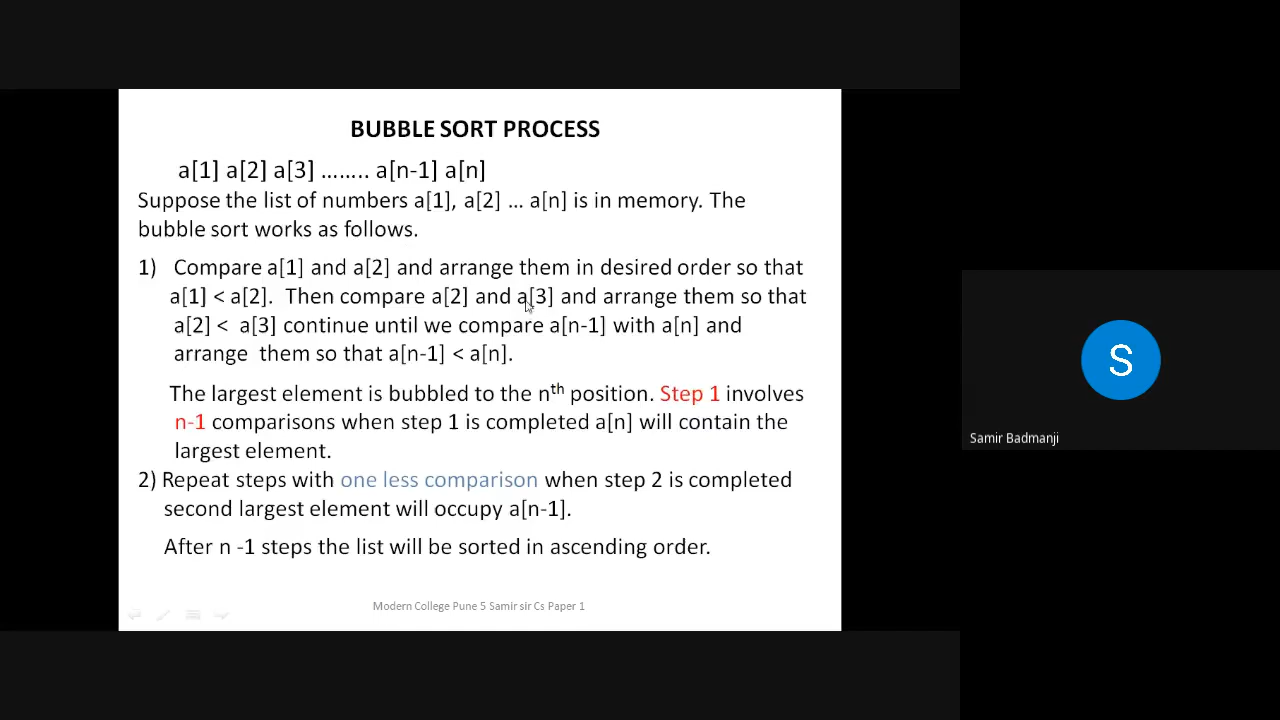 BUBBLE SORT PROCESS
a[1] a[2] a[3] …….. a[n-1] a[n]
Suppose the list of numbers a[1], a[2] … a[n] is in memory. The
bubble sort works as follows.
1) Compare a[1] and a[2] and arrange them in desired order so that
a[1] < a[2]. Then compare a[2] and a[3] and arrange them so that
a[2] < a[3] continue until we compare a[n-1] with a[n] and
arrange them so that a[n-1] < a[n].
The largest element is bubbled to the nth position. Step 1 involves
n-1 comparisons when step 1 is completed a[n] will contain the
largest element.
2) Repeat steps with one less comparison when step 2 is completed
second largest element will occupy a[n-1].
After n -1 steps the list will be sorted in ascending order.
Modern College Pune 5 Samir sir Cs Paper 1
S
Samir Badmanji